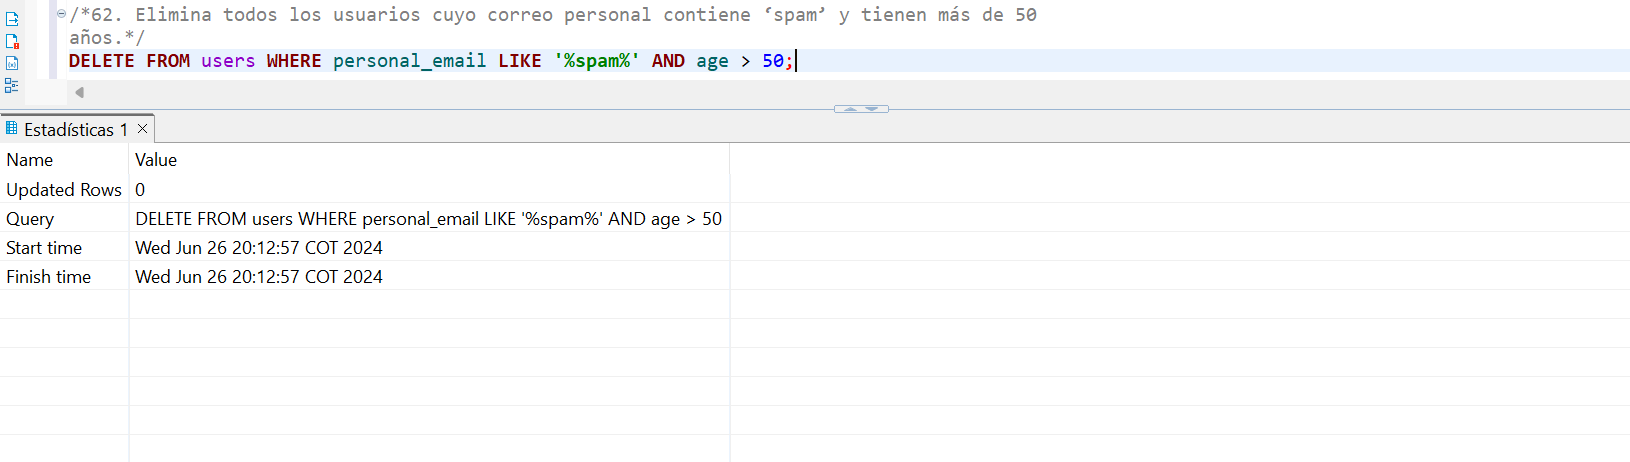 /*62. Elimina todos los usuarios cuyo correo personal contiene ‘spam’ y tienen más de 50
años.*/
DELETE FROM users WHERE personal_email LIKE '%spam%' AND age > 50;
Estadísticas 1
Name Value
Updated Rows 0
Query DELETE FROM users WHERE personal_email LIKE '%spam%' AND age > 50
Start time Wed Jun 26 20:12:57 COT 2024
Finish time Wed Jun 26 20:12:57 COT 2024